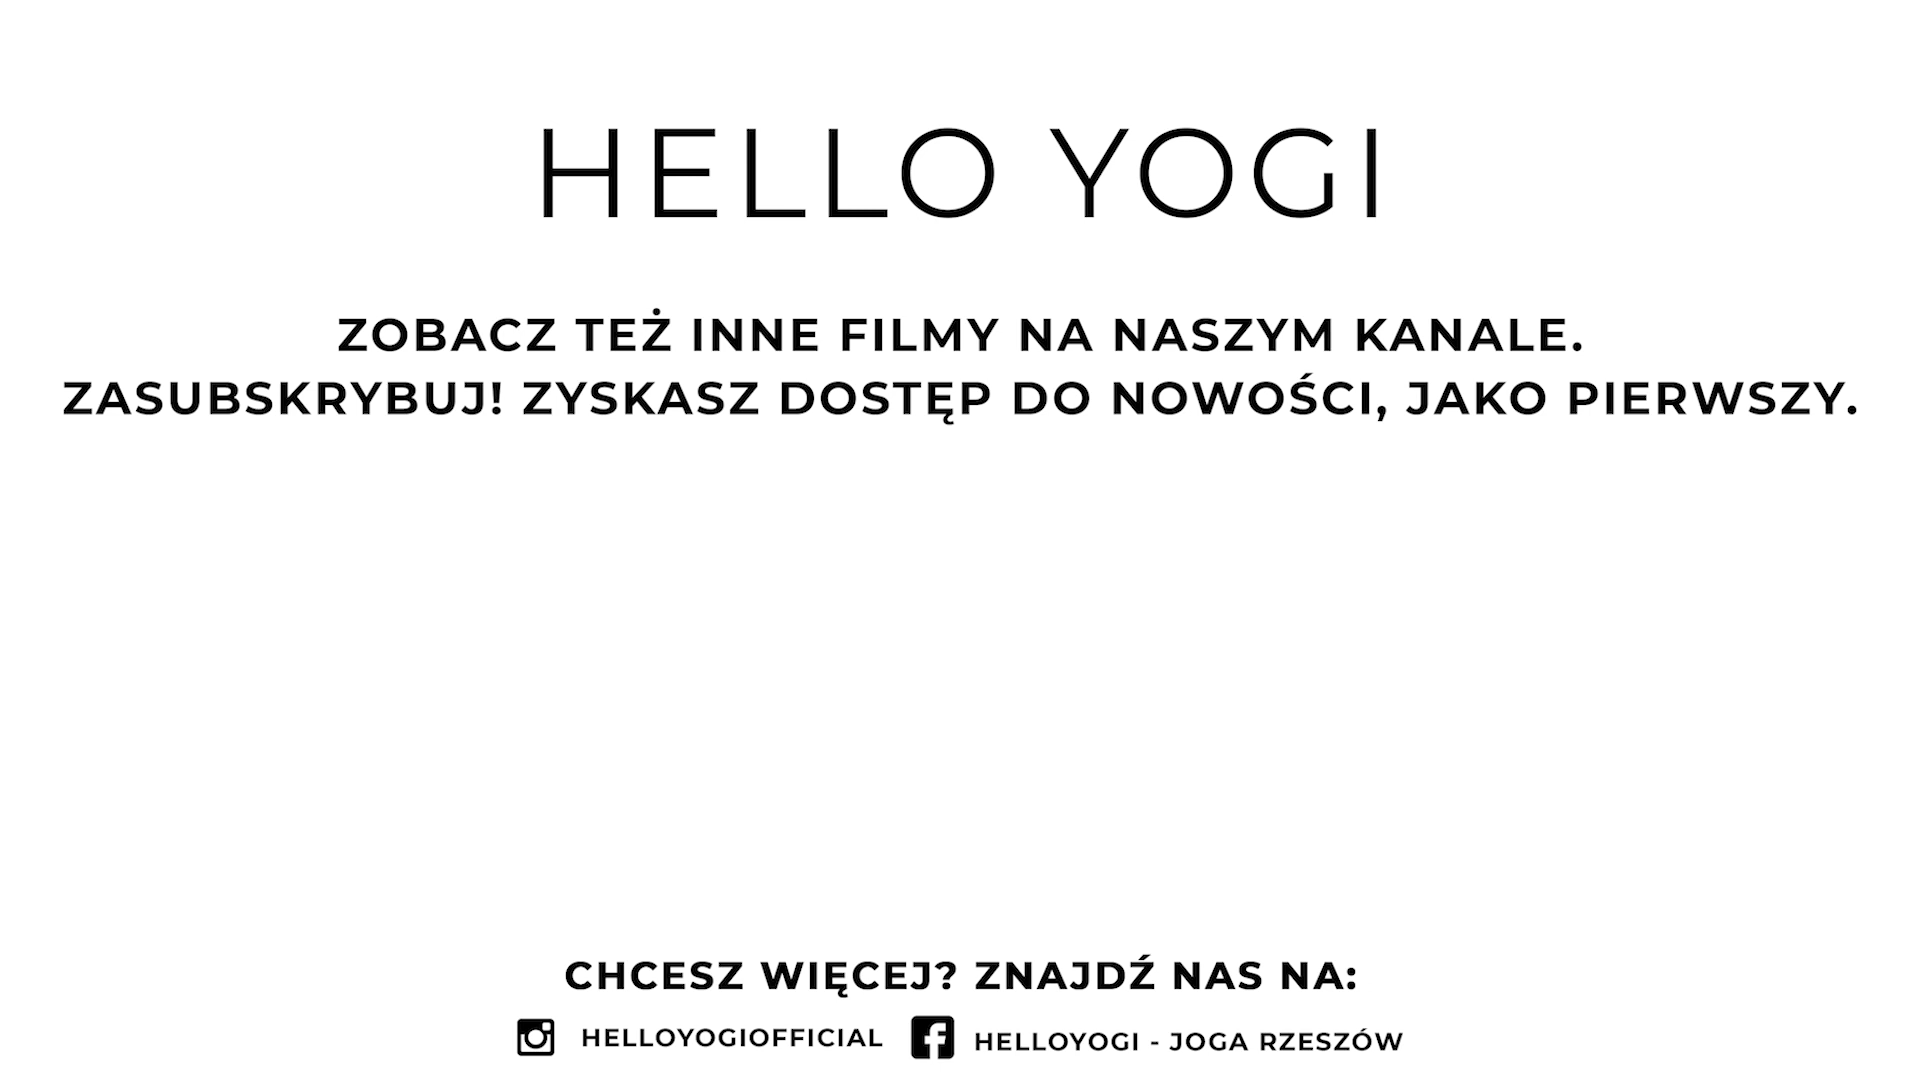 HELLO YOGI
ZOBACZ TEŻ INNE FILMY NA NASZYM KANALE.
ZASUBSKRYBUJ! ZYSKASZ DOSTĘP DO NOWOŚCI, JAKO PIERWSZY.
CHCESZ WIĘCEJ? ZNAJDŹ NAS NA:
HELLOYOGIOFFICIAL HELLOYOGI - JOGA RZESZÓW